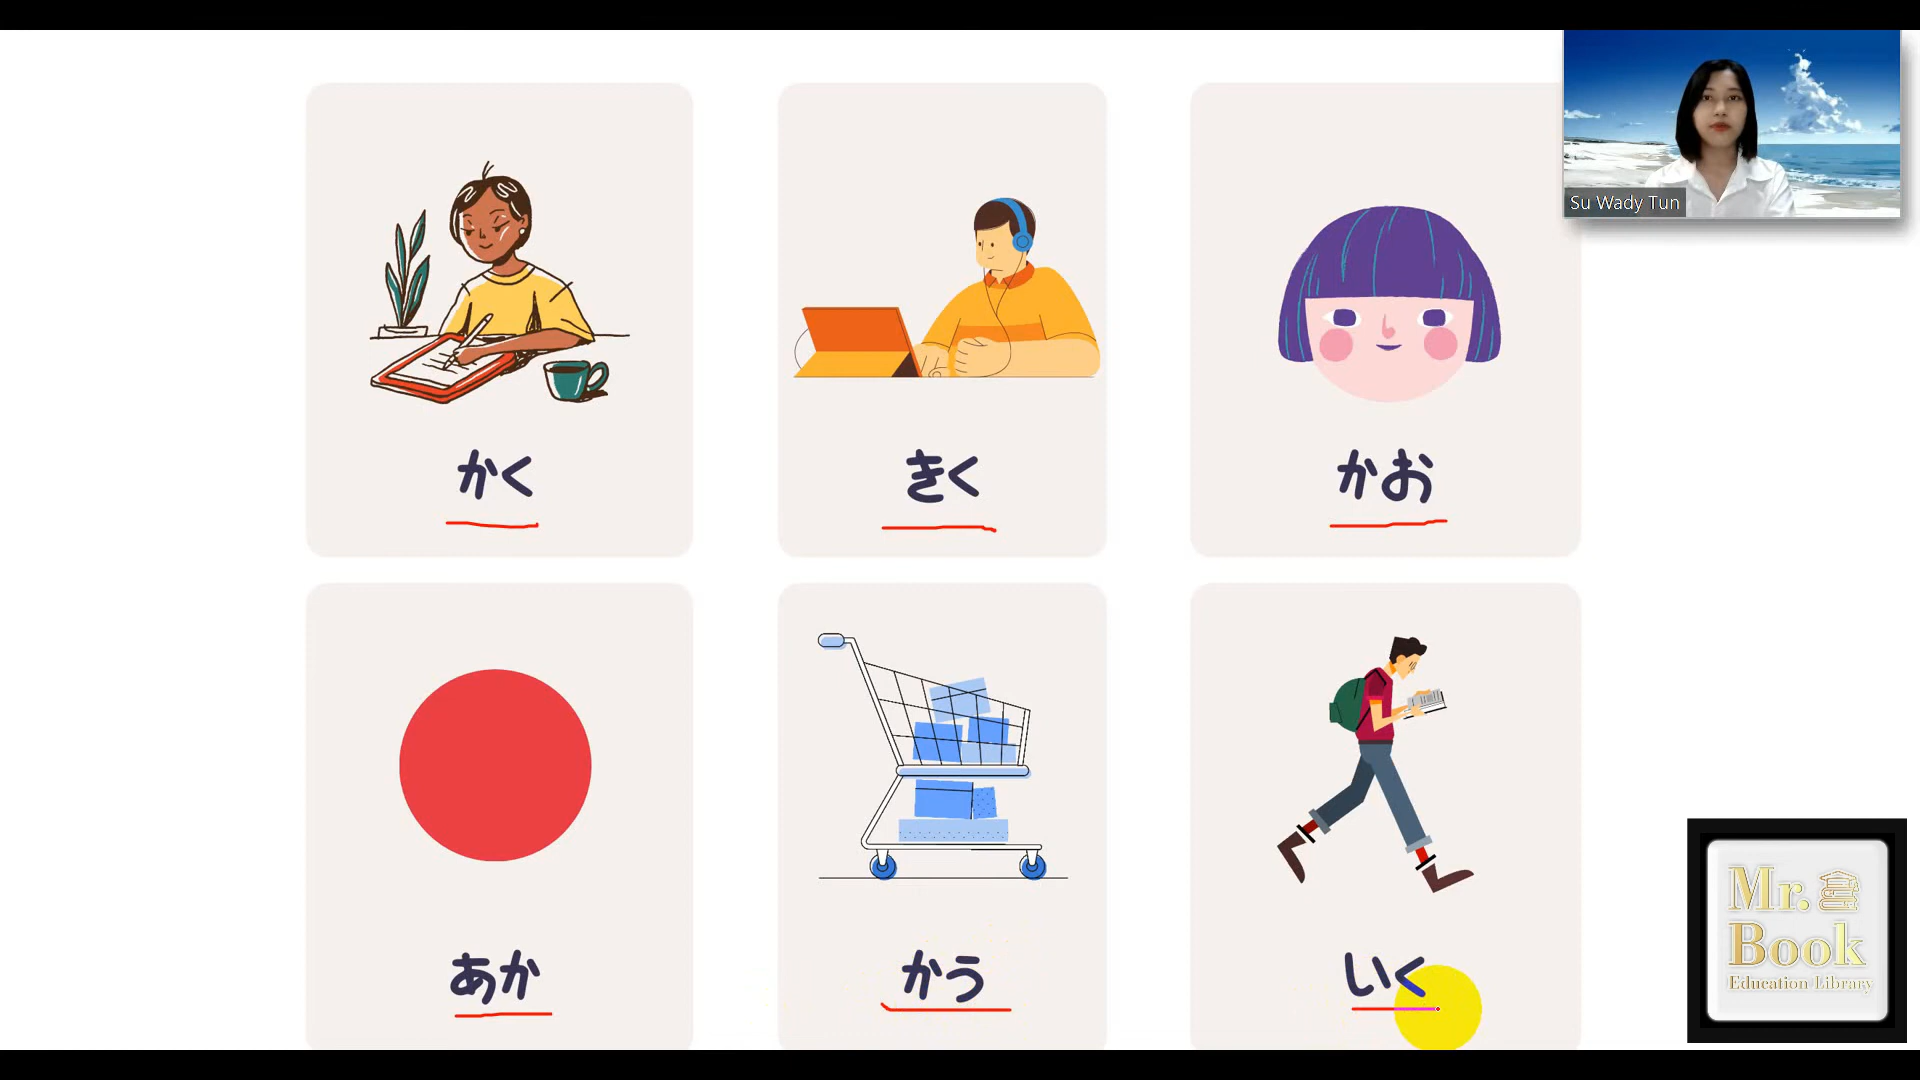 Su Wady Tun
かく
きく
かお
あか
かう
いく
Mr.
Book
Education Library